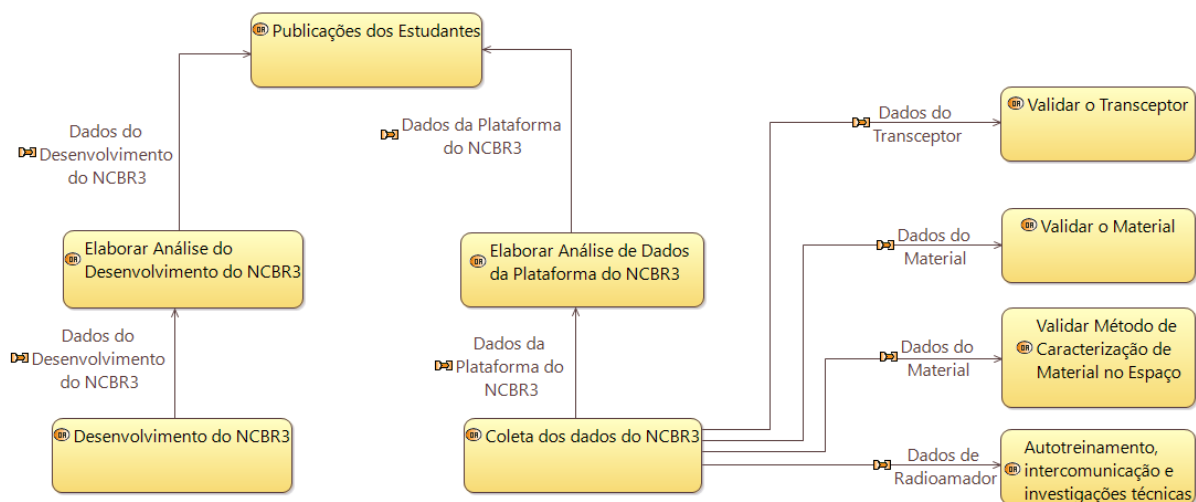 Publicações dos Estudantes
Dados do
Desenvolvimento
do NCBR3
Dados da Plataforma
do NCBR3
Dados do
Transceptor
Validar o Transceptor
Elaborar Análise do
Desenvolvimento do NCBR3
Elaborar Análise de Dados
da Plataforma do NCBR3
Dados do
Material
Validar o Material
Dados do
Desenvolvimento
do NCBR3
Dados da
Plataforma do
NCBR3
Dados do
Material
Validar Método de
Caracterização de
Material no Espaço
Desenvolvimento do NCBR3
Coleta dos dados do NCBR3
Dados de
Radioamador
Autotreinamento,
intercomunicação e
investigações técnicas